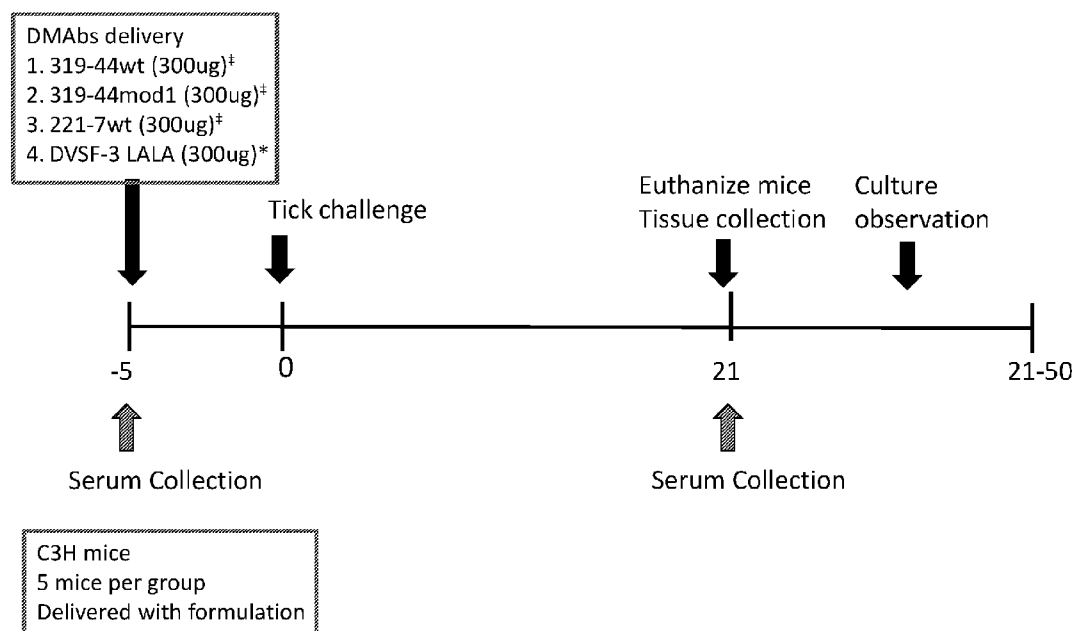 DMAbs delivery
1. 319-44wt (300ug)‡
2. 319-44mod1 (300ug)‡
3. 221-7wt (300ug)‡
4. DVSF-3 LALA (300ug)*
Tick challenge
Euthanize mice
Tissue collection
Culture
observation
-5
0
21
21-50
Serum Collection
Serum Collection
C3H mice
5 mice per group
Delivered with formulation